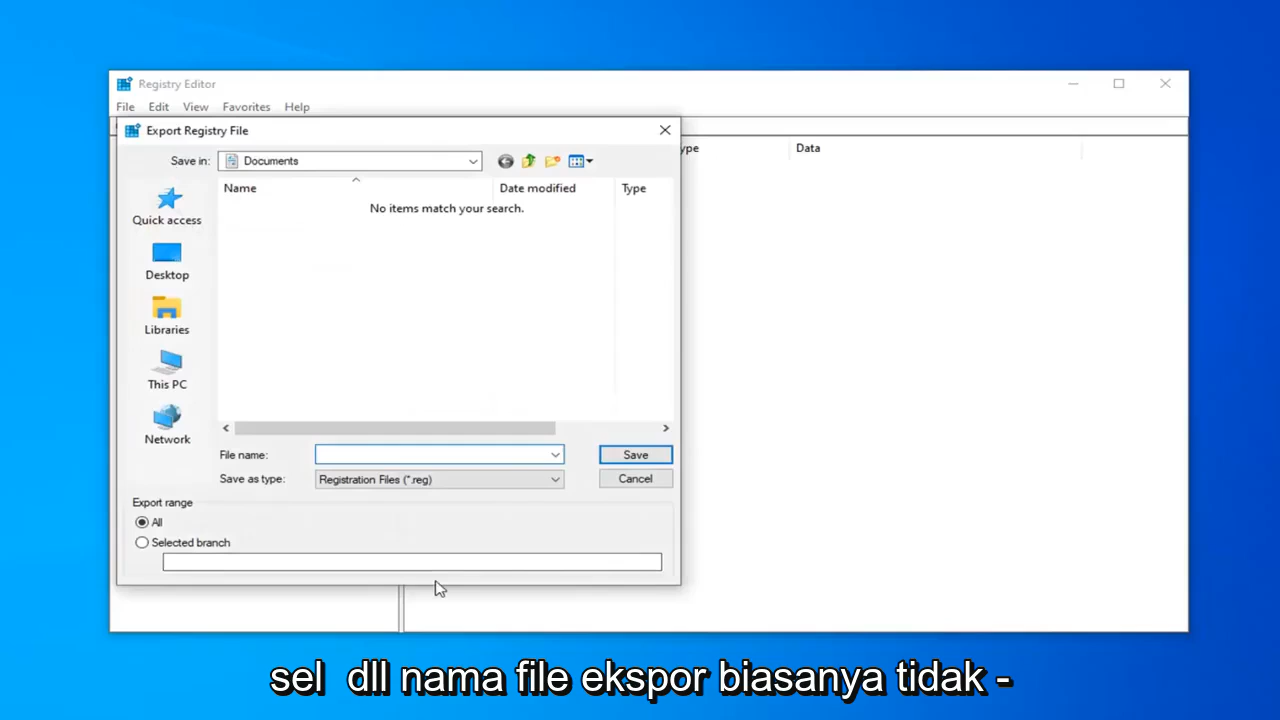 Registry Editor
File Edit View Favorites Help
Export Registry File
Save in: Documents
ype Data
Name Date modified Type
No items match your search.
Quick access
Desktop
Libraries
This PC
Network
File name: Save
Save as type: Registration Files (*.reg) Cancel
Export range
All
Selected branch
sel dll nama file ekspor biasanya tidak -